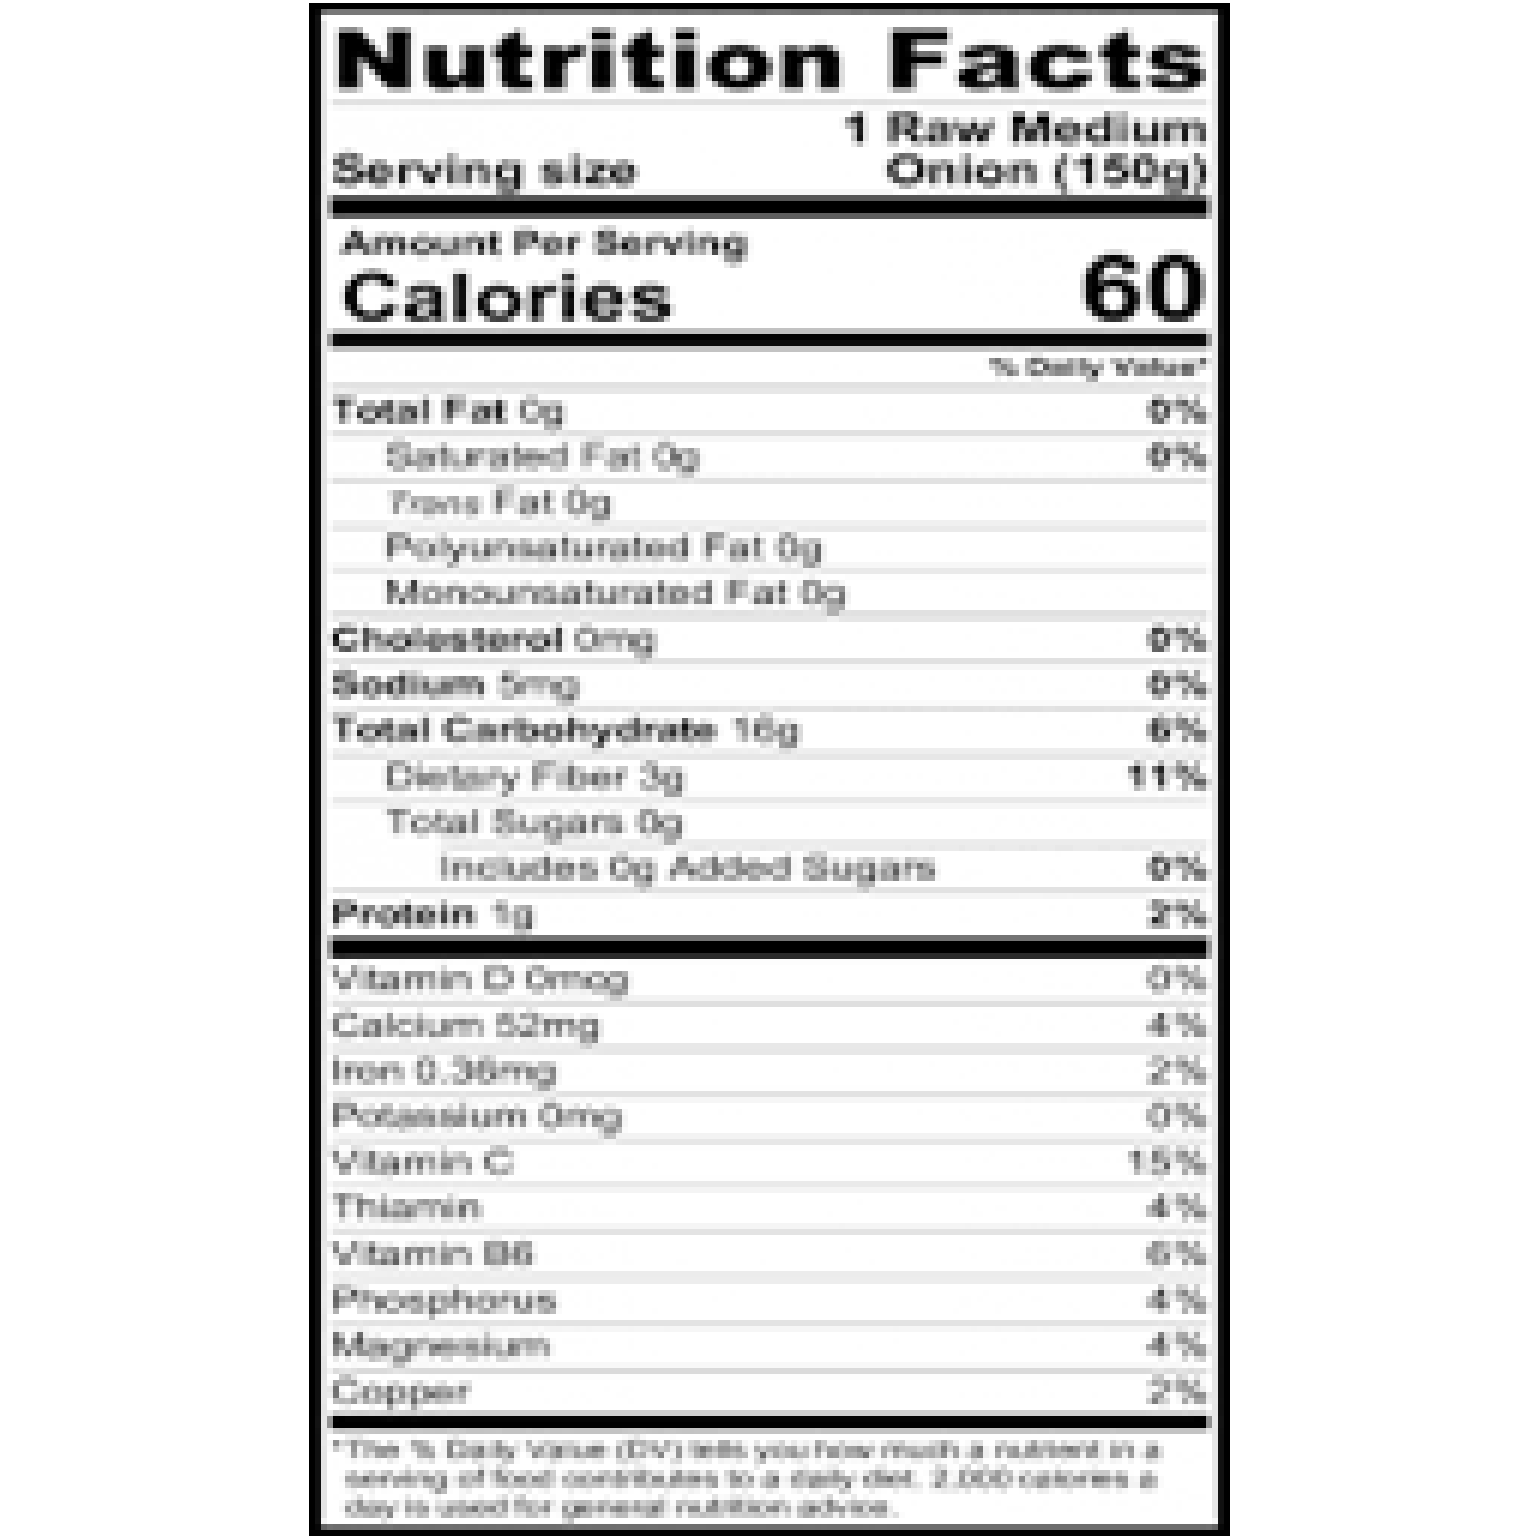 Nutrition Facts
1 Raw Medium
Serving size Onion (150g)
Amount Per Serving
Calories 60
% Daily Value*
Total Fat 0g 0%
Saturated Fat 0g 0%
Trans Fat 0g
Polyunsaturated Fat 0g
Monounsaturated Fat 0g
Cholesterol 0mg 0%
Sodium 5mg 0%
Total Carbohydrate 16g 6%
Dietary Fiber 3g 11%
Total Sugars 0g
Includes 0g Added Sugars 0%
Protein 1g 2%
Vitamin D 0mcg 0%
Calcium 52mg 4%
Iron 0.36mg 2%
Potassium 0mg 0%
Vitamin C 15%
Thiamin 4%
Vitamin B6 6%
Phosphorus 4%
Magnesium 4%
Copper 2%
*The % Daily Value (DV) tells you how much a nutrient in a
serving of food contributes to a daily diet. 2,000 calories a
day is used for general nutrition advice.